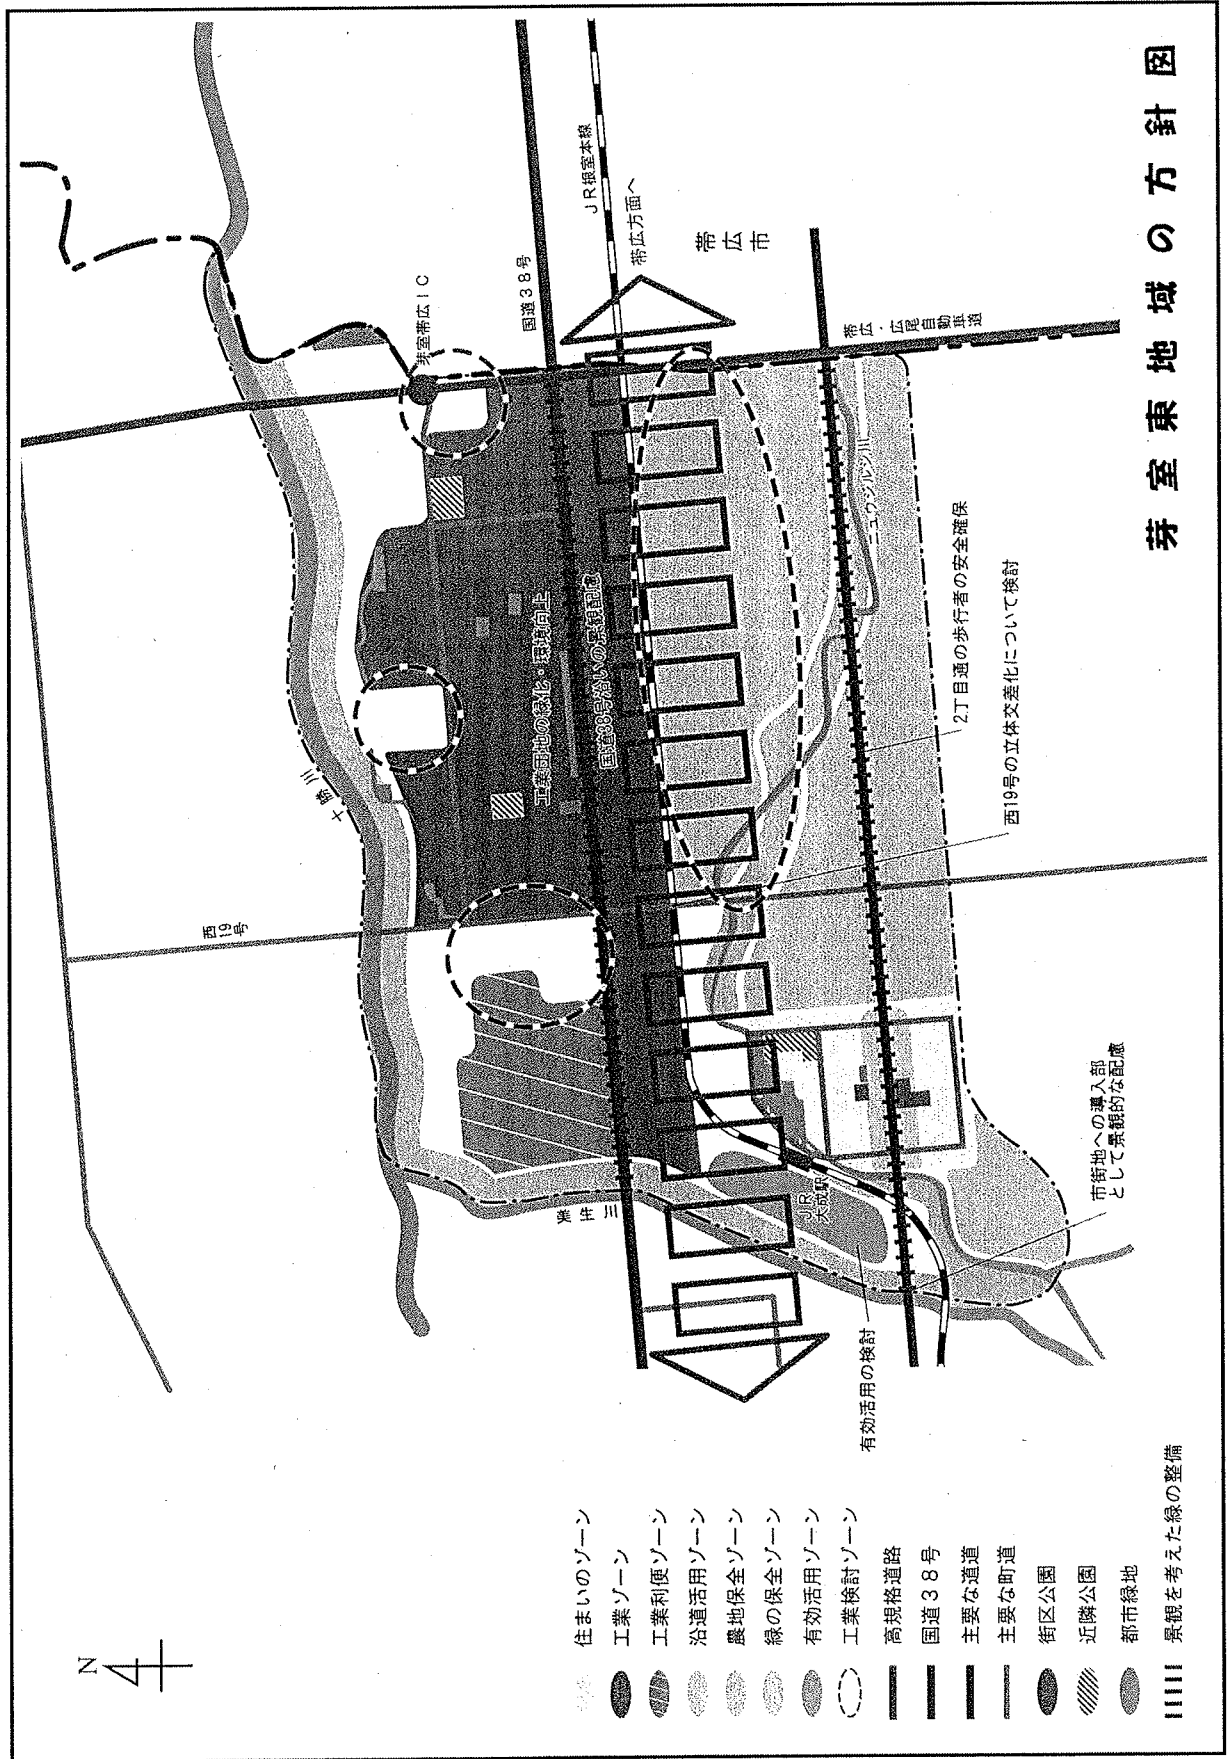 芽室東地域の方針図
N
西19号
十勝川
芽室帯広IC
国道38号
JR根室本線
帯広方面へ
帯広市
帯広・広尾自動車道
工業団地の緑化・環境向上
国道38号沿いの景観配慮
美生川
JR
大成駅
ニュウシルシ川
2丁目通の歩行者の安全確保
西19号の立体交差化について検討
市街地への導入部
として景観的な配慮
有効活用の検討
住まいのゾーン
工業ゾーン
工業利便ゾーン
沿道活用ゾーン
農地保全ゾーン
緑の保全ゾーン
有効活用ゾーン
工業検討ゾーン
高規格道路
国道38号
主要な道道
主要な町道
街区公園
近隣公園
都市緑地
景観を考えた緑の整備